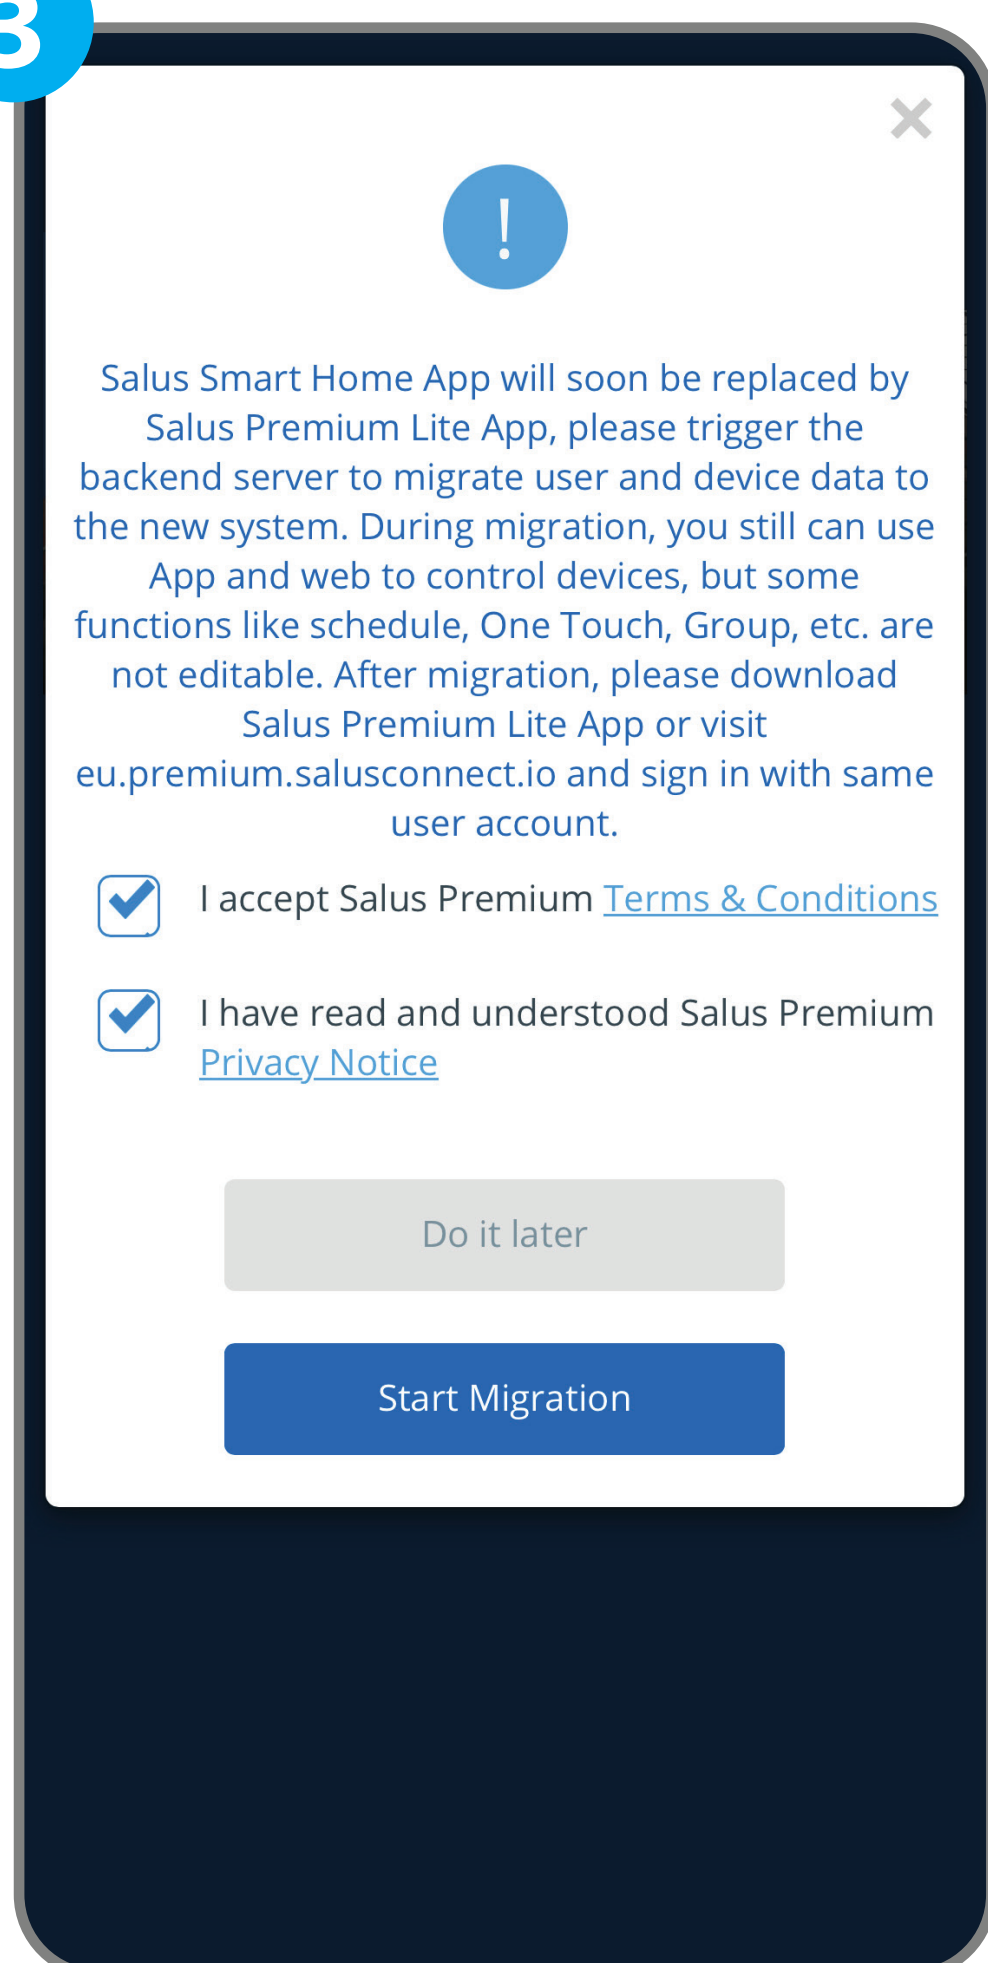 3
!
Salus Smart Home App will soon be replaced by
Salus Premium Lite App, please trigger the
backend server to migrate user and device data to
the new system. During migration, you still can use
App and web to control devices, but some
functions like schedule, One Touch, Group, etc. are
not editable. After migration, please download
Salus Premium Lite App or visit
eu.premium.salusconnect.io and sign in with same
user account.
I accept Salus Premium Terms & Conditions
I have read and understood Salus Premium
Privacy Notice
Do it later
Start Migration